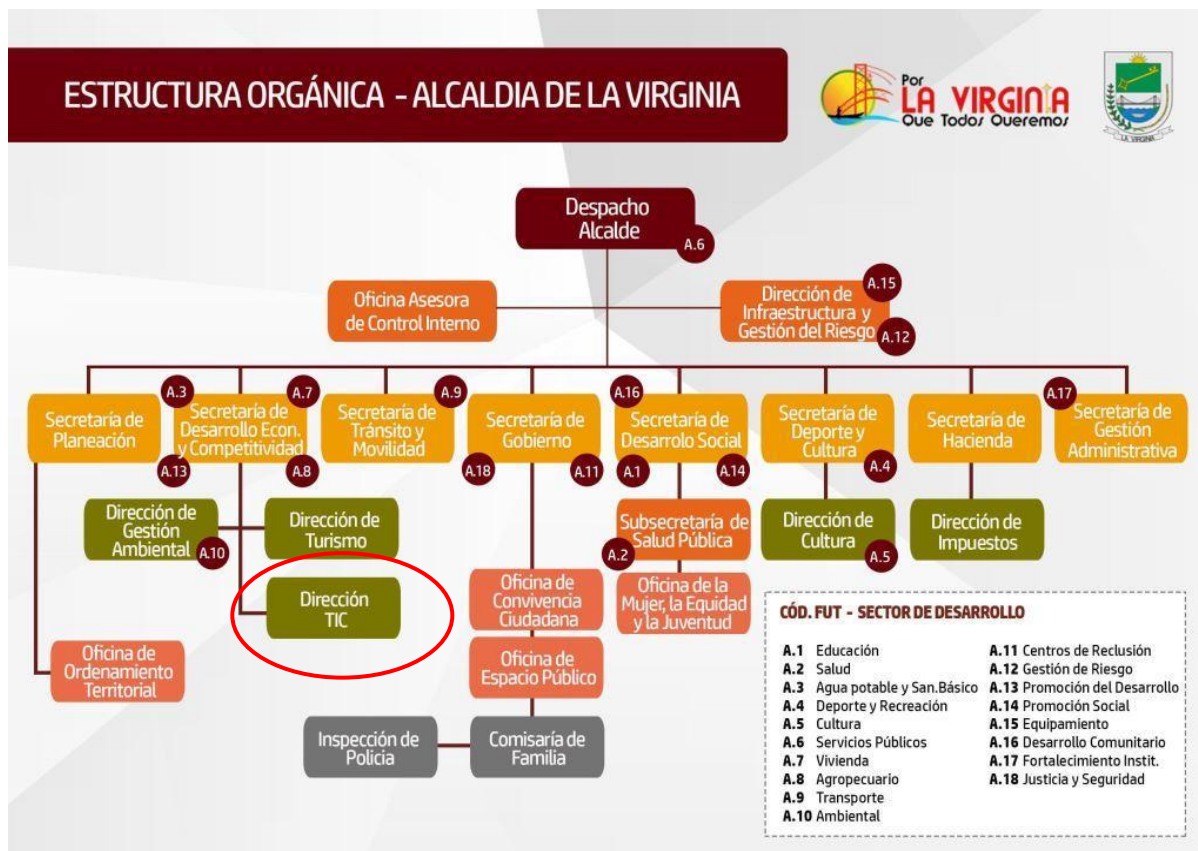 ESTRUCTURA ORGÁNICA - ALCALDIA DE LA VIRGINIA
Por
LA VIRGINIA
Que Todos Queremos
LA VIRGINIA
Despacho
Alcalde
A.6
Oficina Asesora
de Control Interno
Dirección de
Infraestructura y
Gestión del Riesgo
A.15
A.12
Secretaría de
Planeación
A.3
A.7
Secretaría de
Desarrollo Econ.
y Competitividad
A.13
A.8
A.9
Secretaría de
Tránsito y
Movilidad
Secretaría de
Gobierno
A.18
A.11
A.16
Secretaría de
Desarrolo Social
A.1
A.14
Secretaría de
Deporte y
Cultura
A.4
Secretaría de
Hacienda
A.17
Secretaría de
Gestión
Administrativa
Dirección de
Gestión
Ambiental
A.10
Dirección de
Turismo
Dirección
TIC
Oficina de
Ordenamiento
Territorial
Oficina de
Convivencia
Ciudadana
Oficina de
Espacio Público
Inspección de
Policia
Comisaría de
Familia
Subsecretaría de
Salud Pública
A.2
Oficina de la
Mujer, la Equidad
y la Juventud
Dirección de
Cultura
A.5
Dirección de
Impuestos
CÓD. FUT - SECTOR DE DESARROLLO
A.1 Educación
A.2 Salud
A.3 Agua potable y San.Básico
A.4 Deporte y Recreación
A.5 Cultura
A.6 Servicios Públicos
A.7 Vivienda
A.8 Agropecuario
A.9 Transporte
A.10 Ambiental
A.11 Centros de Reclusión
A.12 Gestión de Riesgo
A.13 Promoción del Desarrollo
A.14 Promoción Social
A.15 Equipamiento
A.16 Desarrollo Comunitario
A.17 Fortalecimiento Instit.
A.18 Justicia y Seguridad